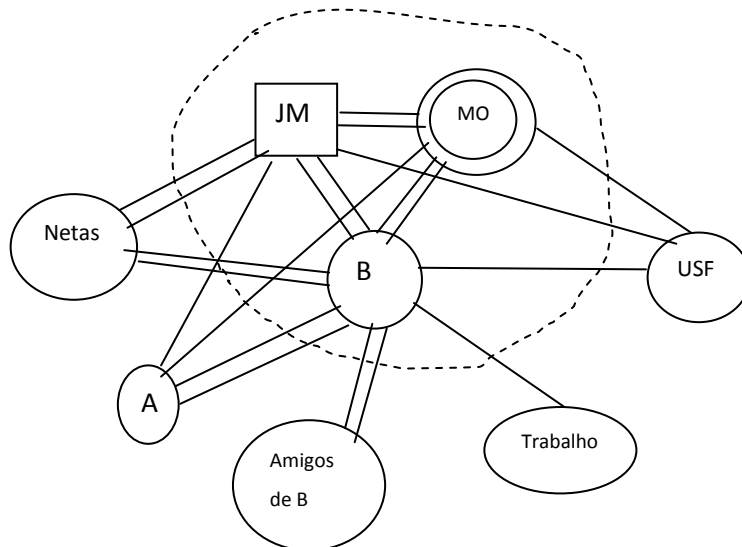 JM
MO
Netas
B
USF
A
Trabalho
Amigos
de B